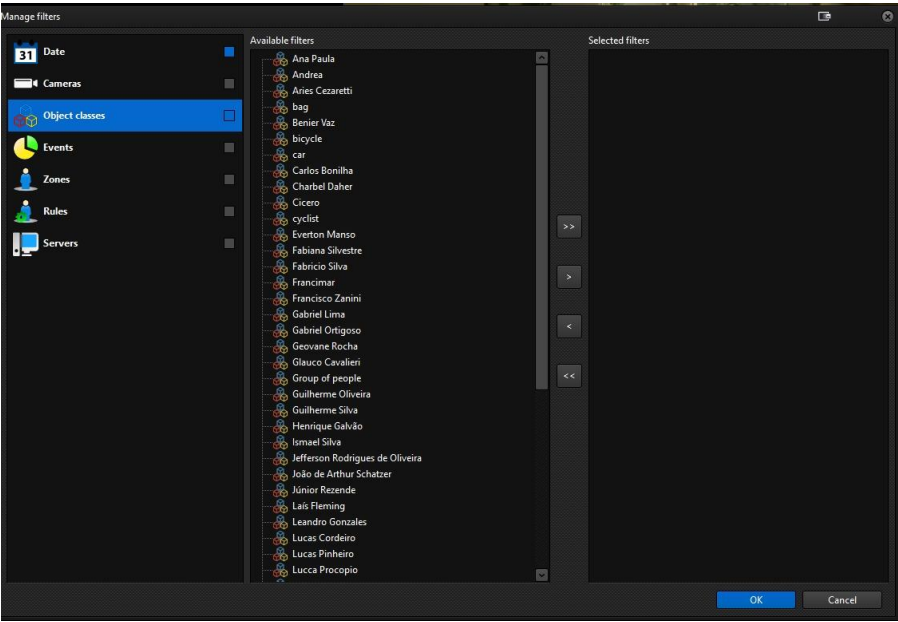 Manage filters
31 Date
Cameras
Object classes
Events
Zones
Rules
Servers
Available filters
Ana Paula
Andrea
Aries Cezaretti
bag
Benier Vaz
bicycle
car
Carlos Bonilha
Charbel Daher
Cicero
cyclist
Everton Manso
Fabiana Silvestre
Fabricio Silva
Francimar
Francisco Zanini
Gabriel Lima
Gabriel Ortigoso
Geovane Rocha
Glauco Cavalieri
Group of people
Guilherme Oliveira
Guilherme Silva
Henrique Galvão
Ismael Silva
Jefferson Rodrigues de Oliveira
João de Arthur Schatzer
Júnior Rezende
Laís Fleming
Leandro Gonzales
Lucas Cordeiro
Lucas Pinheiro
Lucca Procopio
>>
>
<
<<
Selected filters
OK
Cancel